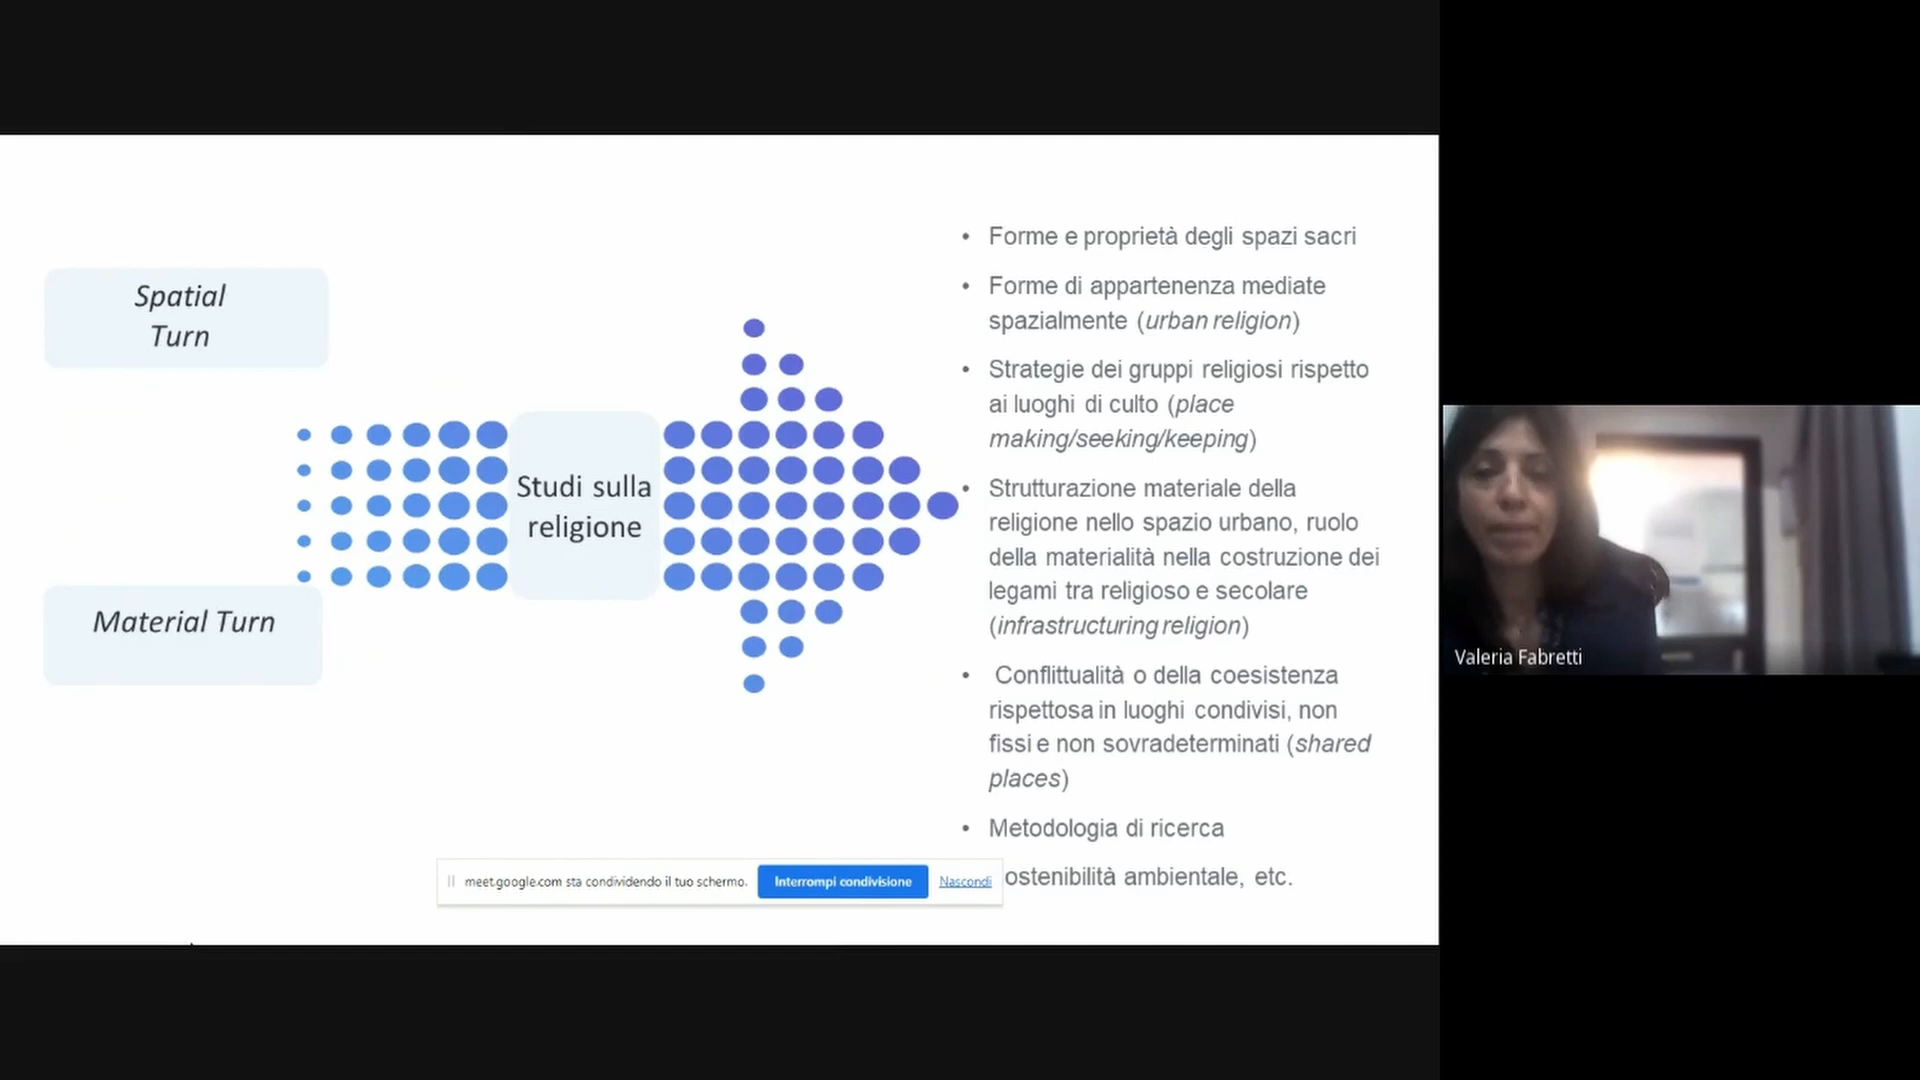 Spatial
Turn
Material Turn
Studi sulla
religione
• Forme e proprietà degli spazi sacri
• Forme di appartenenza mediate
spazialmente (urban religion)
• Strategie dei gruppi religiosi rispetto
ai luoghi di culto (place
making/seeking/keeping)
• Strutturazione materiale della
religione nello spazio urbano, ruolo
della materialità nella costruzione dei
legami tra religioso e secolare
(infrastructuring religion)
• Conflittualità o della coesistenza
rispettosa in luoghi condivisi, non
fissi e non sovradeterminati (shared
places)
• Metodologia di ricerca
ostenibilità ambientale, etc.
meet.google.com sta condividendo il tuo schermo. Interrompi condivisione Nascondi
Valeria Fabretti